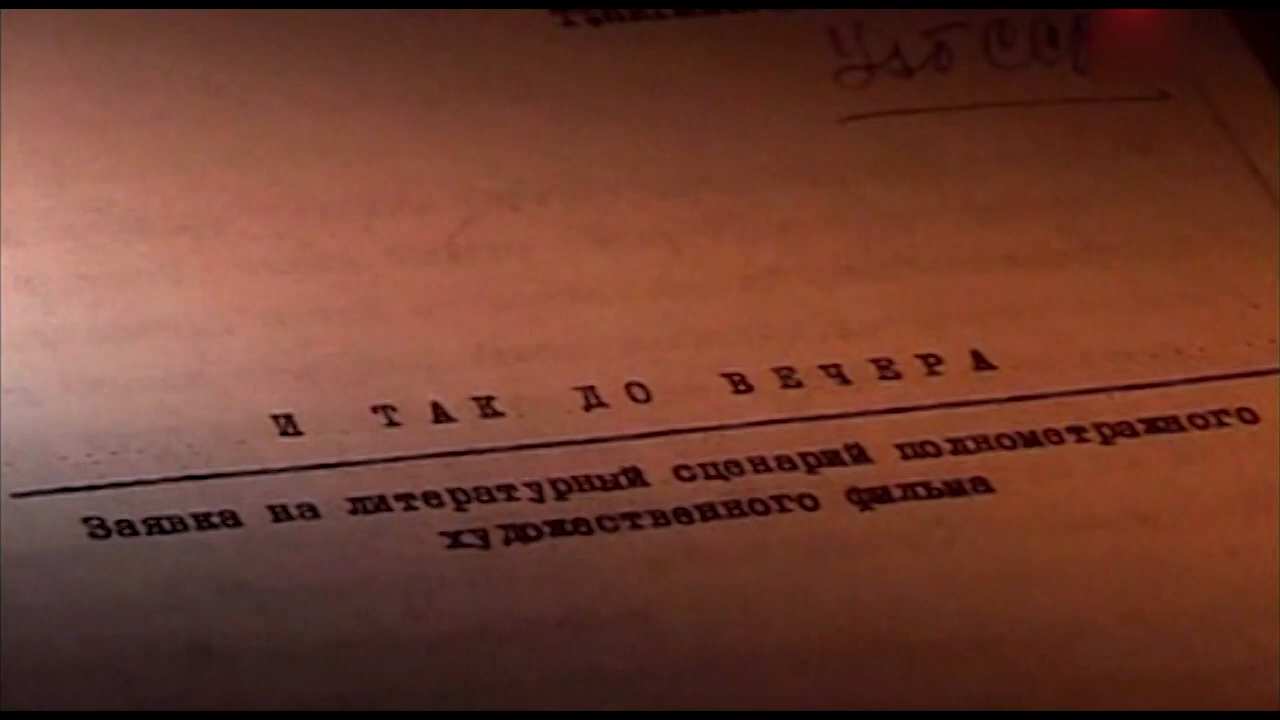 И ТАК ДО ВЕЧЕРА
Заявка на литературный сценарий полнометражного
художественного фильма